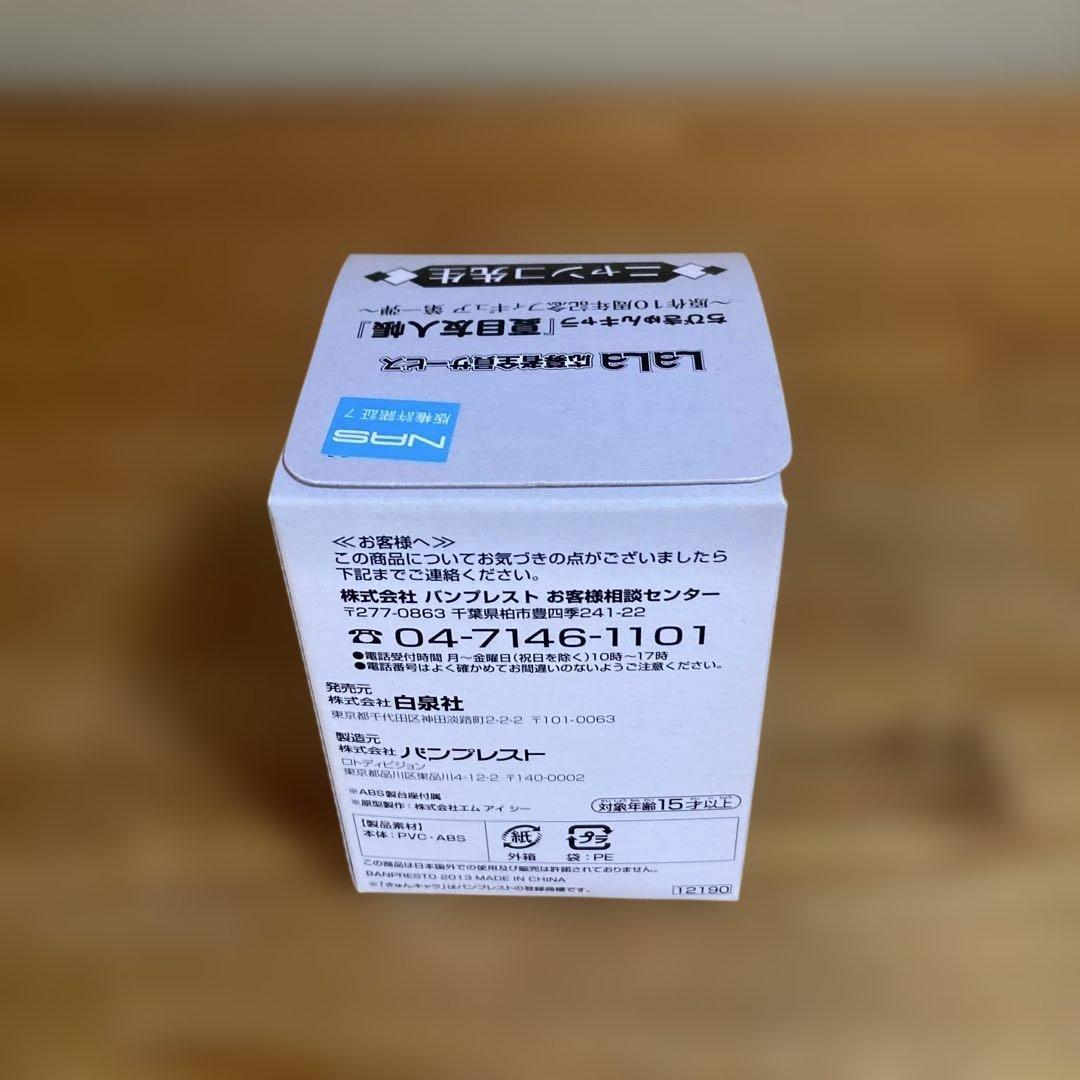 LaLa 応募者全員サービス
ちびきゅんキャラ『夏目友人帳』
～原作10周年記念フィギュア 第一弾～
ニャンコ先生
NAS
版権許諾証 7
≪お客様へ≫
この商品についてお気づきの点がございましたら
下記までご連絡ください。
株式会社 バンプレスト お客様相談センター
〒277-0863 千葉県柏市豊四季241-22
☎ 04-7146-1101
●電話受付時間 月～金曜日(祝日を除く)10時～17時
●電話番号はよく確かめてお間違いのないようご注意ください。
発売元
株式会社 白泉社
東京都千代田区神田淡路町2-2-2 〒101-0063
製造元
株式会社 バンプレスト
ロトディビジョン
東京都品川区東品川4-12-2 〒140-0002
※ABS製台座付属
※原型製作：株式会社エム アイ シー
対象年齢15才以上
【製品素材】
本体：PVC・ABS
紙
外箱
プラ
袋：PE
この商品は日本国外での使用及び販売は許諾されておりません。
BANPRESTO 2013 MADE IN CHINA
※「きゅんキャラ」はバンプレストの登録商標です。
12190